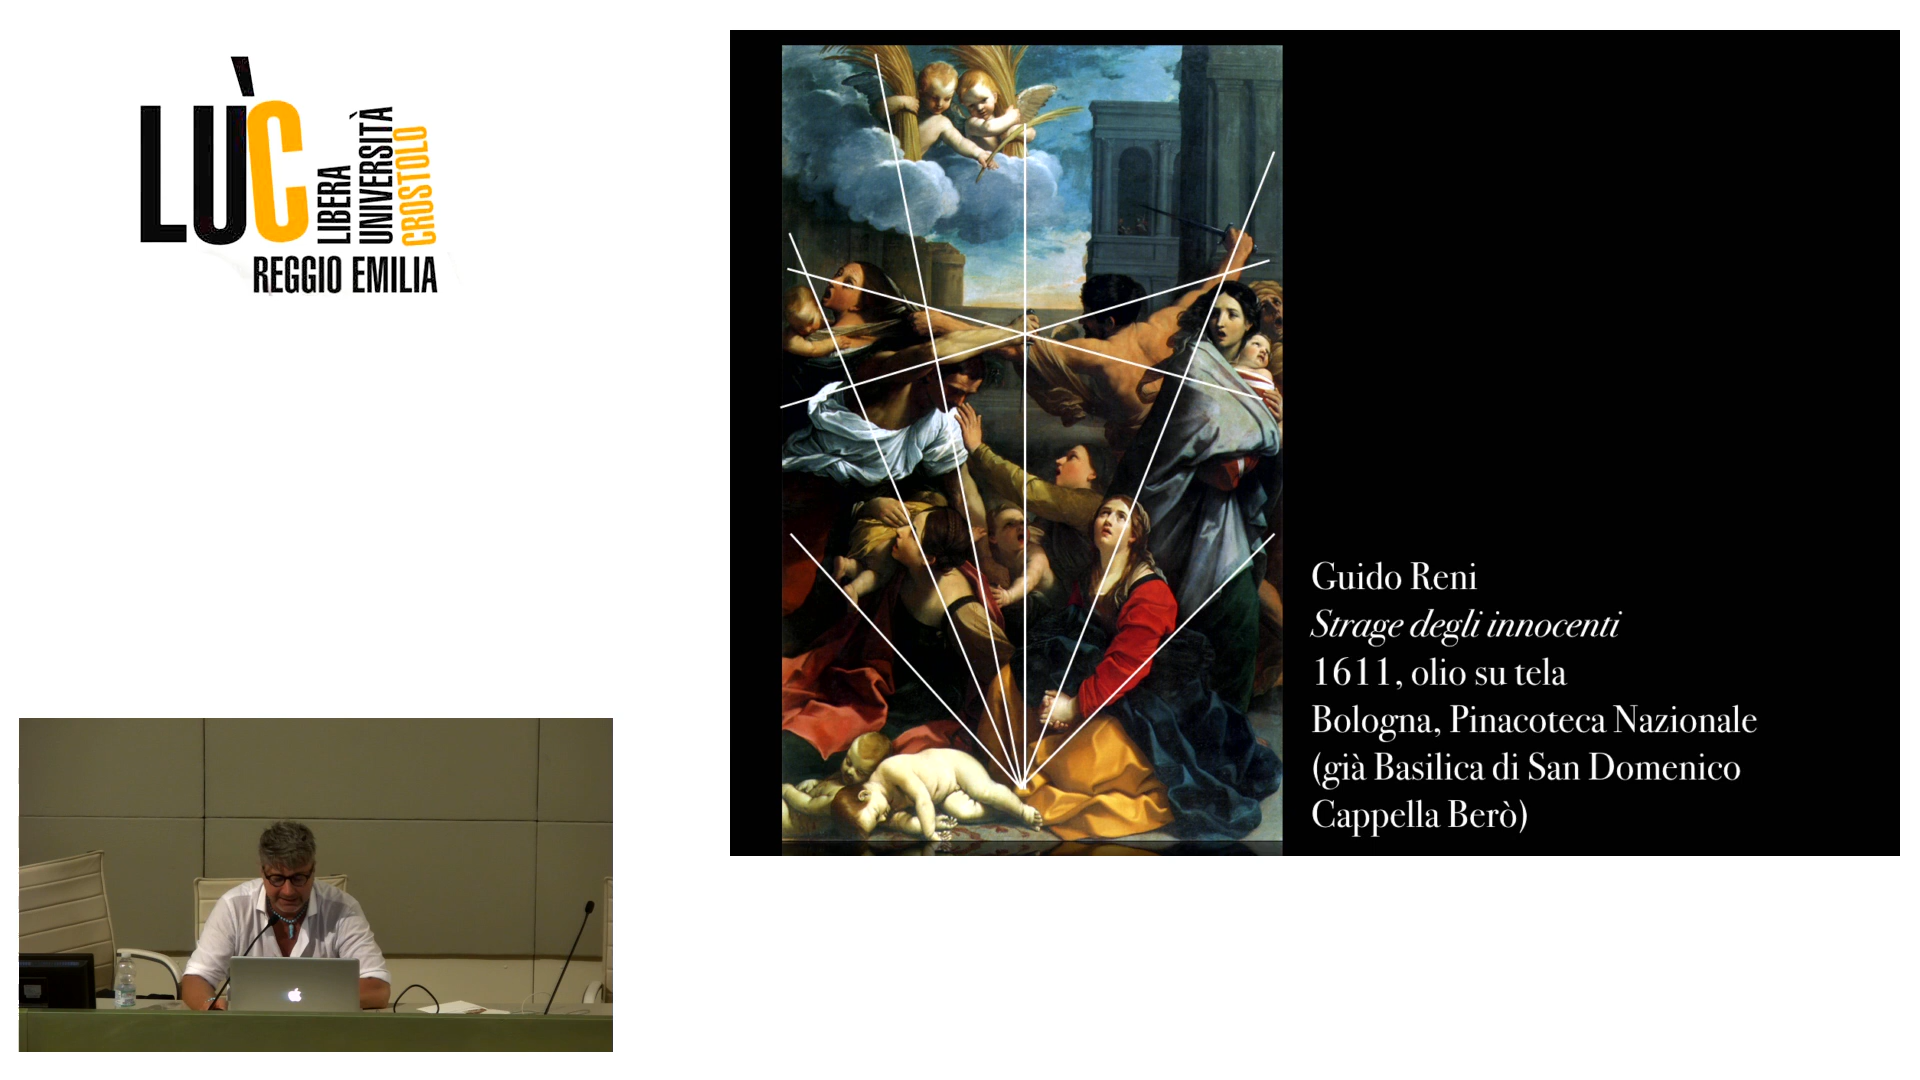 LÙC
LIBERA
UNIVERSITÀ
CROSTOLO
REGGIO EMILIA
Guido Reni
Strage degli innocenti
1611, olio su tela
Bologna, Pinacoteca Nazionale
(già Basilica di San Domenico
Cappella Berò)